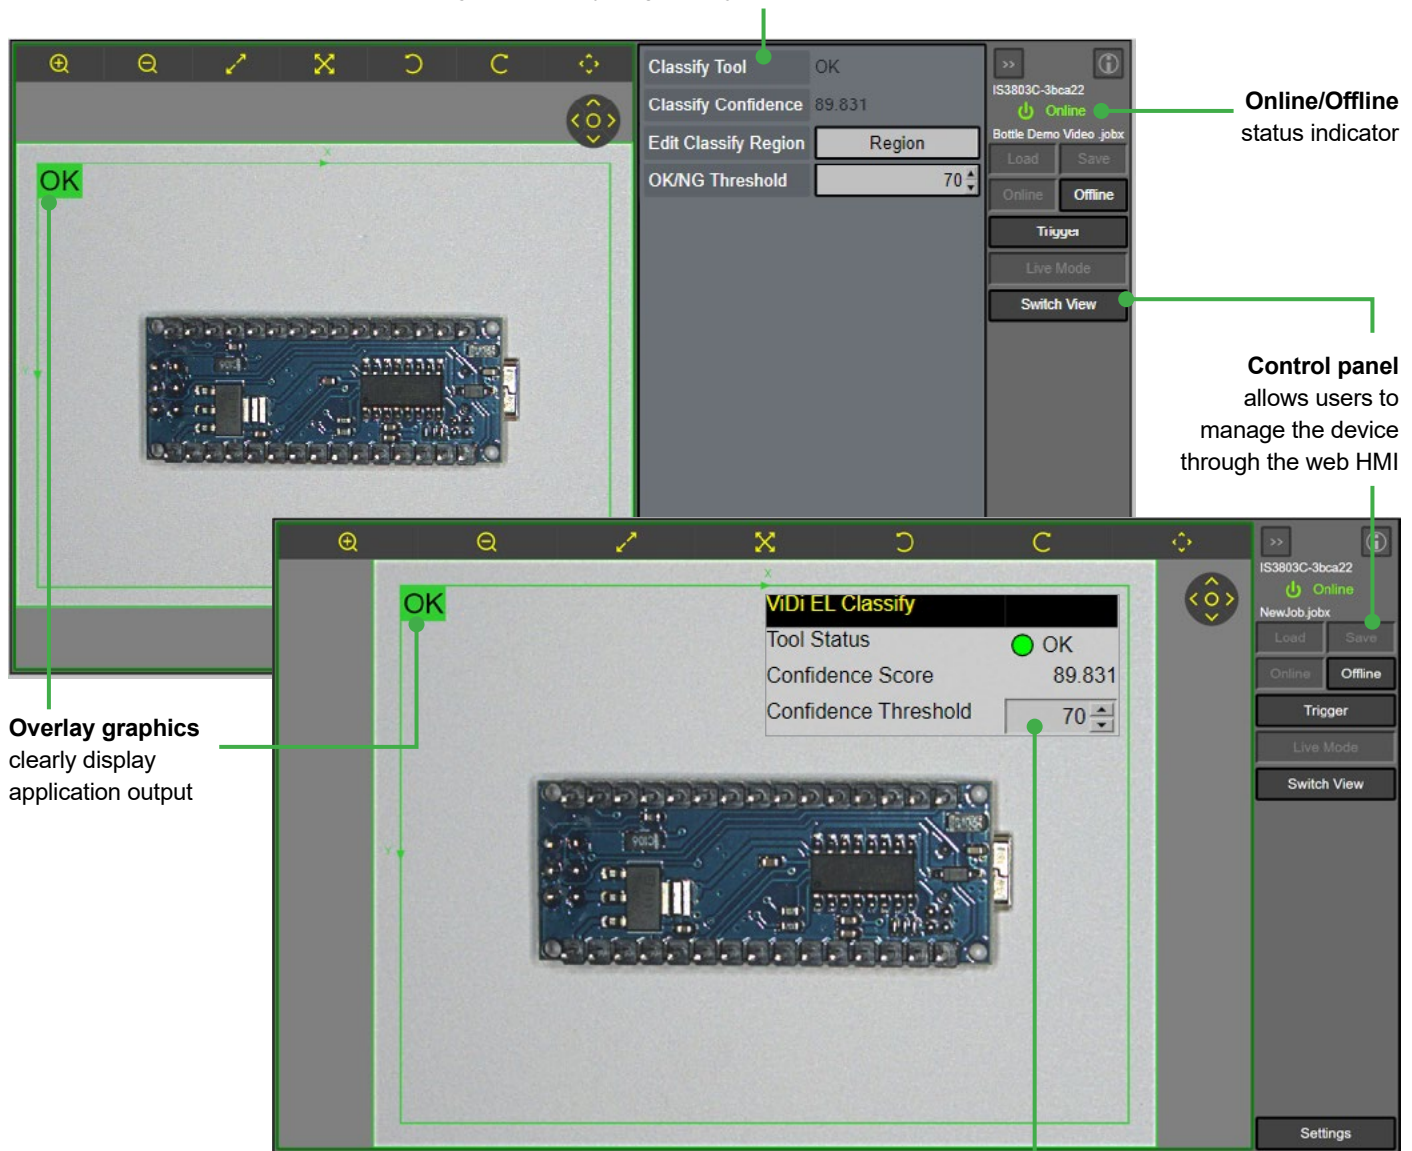 Classify Tool OK
Classify Confidence 89.831
Edit Classify Region Region
OK/NG Threshold 70
>>
IS3803C-3bca22
Online
Bottle Demo Video .jobx
Load Save
Online Offline
Trigger
Live Mode
Switch View
OK
X
Y
Online/Offline
status indicator
Control panel
allows users to
manage the device
through the web HMI
Overlay graphics
clearly display
application output
OK
X
Y
ViDi EL Classify
Tool Status OK
Confidence Score 89.831
Confidence Threshold 70
>>
IS3803C-3bca22
Online
NewJob.jobx
Load Save
Online Offline
Trigger
Live Mode
Switch View
Settings